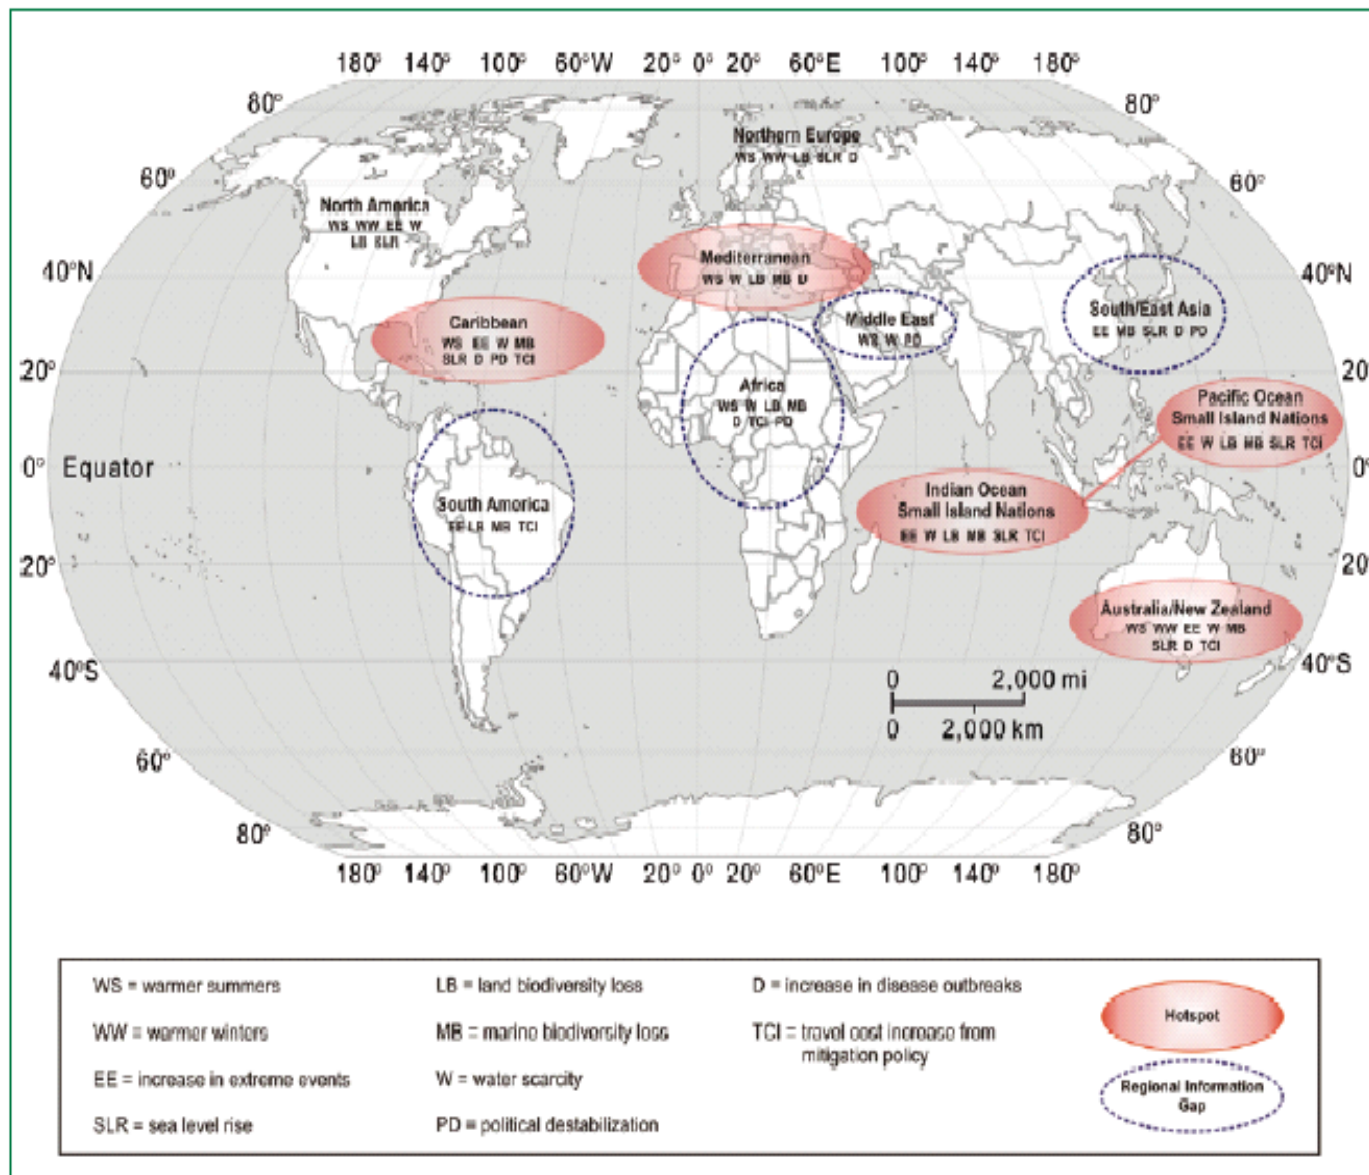 180° 140° 100° 60°W 20° 0° 20° 60°E 100° 140° 180°
80° 80°
Northern Europe
WS WW LB SLR D
60° 60°
North America
WS WW EE W
LB SLR
Mediterranean
WS W LB MB D
40°N 40°N
South/East Asia
EE MB SLR D PD
Middle East
WS W PD
Caribbean
WS EE W MB
SLR D PD TCI
20° 20°
Africa
WS W LB MB
D TCI PD
Pacific Ocean
Small Island Nations
EE W LB MB SLR TCI
0° Equator 0°
Indian Ocean
Small Island Nations
EE W LB MB SLR TCI
South America
EE LB MB TCI
20° 20°
Australia/New Zealand
WS WW EE W MB
SLR D TCI
40°S 40°S
0 2,000 mi
0 2,000 km
60° 60°
80° 80°
180° 140° 100° 60°W 20° 0° 20° 60°E 100° 140° 180°
WS = warmer summers
WW = warmer winters
EE = increase in extreme events
SLR = sea level rise
LB = land biodiversity loss
MB = marine biodiversity loss
W = water scarcity
PD = political destabilization
D = increase in disease outbreaks
TCI = travel cost increase from
mitigation policy
Hotspot
Regional Information
Gap